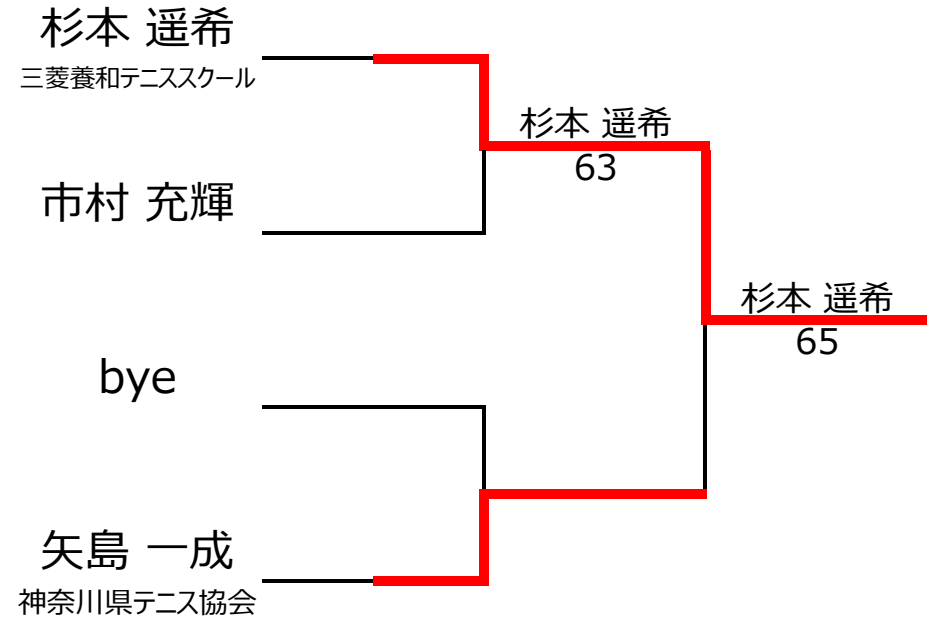 杉本 遥希
三菱養和テニススクール
杉本 遥希
63
市村 充輝
杉本 遥希
65
bye
矢島 一成
神奈川県テニス協会